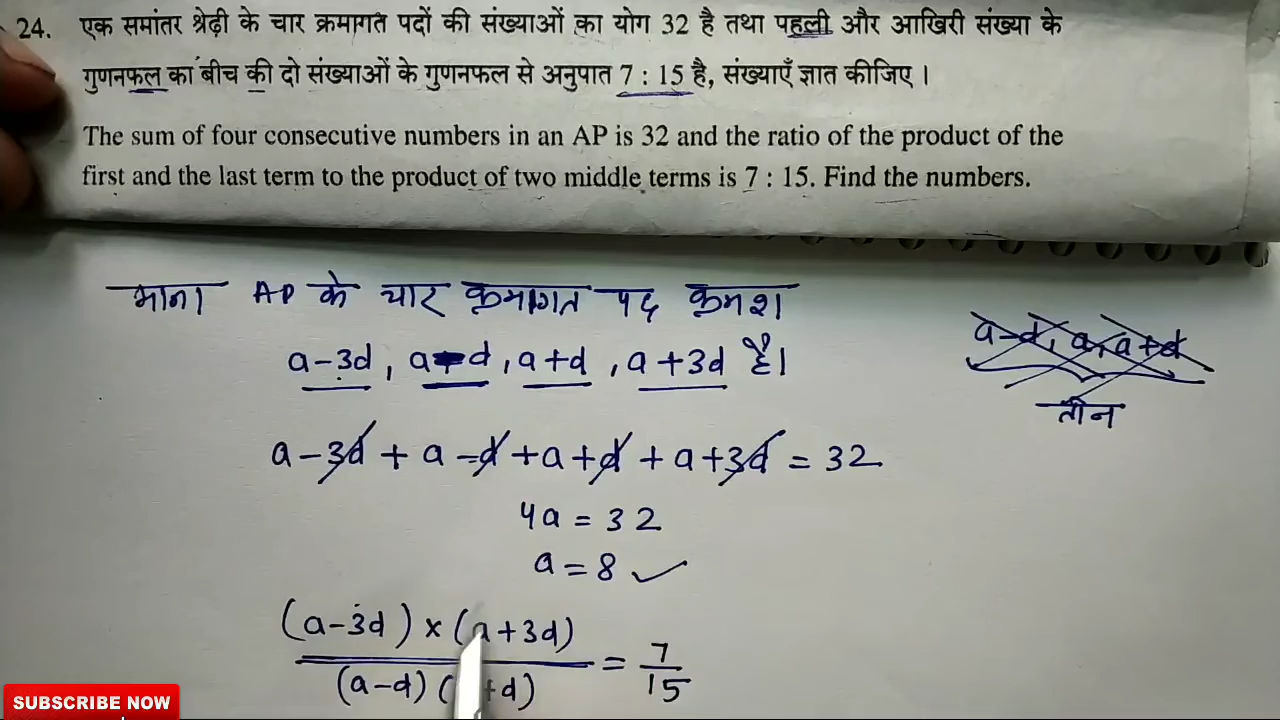 24. एक समांतर श्रेढ़ी के चार क्रमागत पदों की संख्याओं का योग 32 है तथा पहली और आखिरी संख्या के
गुणनफल का बीच की दो संख्याओं के गुणनफल से अनुपात 7 : 15 है, संख्याएँ ज्ञात कीजिए।
The sum of four consecutive numbers in an AP is 32 and the ratio of the product of the
first and the last term to the product of two middle terms is 7 : 15. Find the numbers.
माना AP के चार क्रमागत पद क्रमश
a-3d, a-d, a+d, a+3d है।
a-d, a, a+d
तीन
a-3d + a-d + a+d + a+3d = 32
4a = 32
a = 8 ✓
(a-3d) × (a+3d)
= 7/15
(a-d) ( +d)
SUBSCRIBE NOW